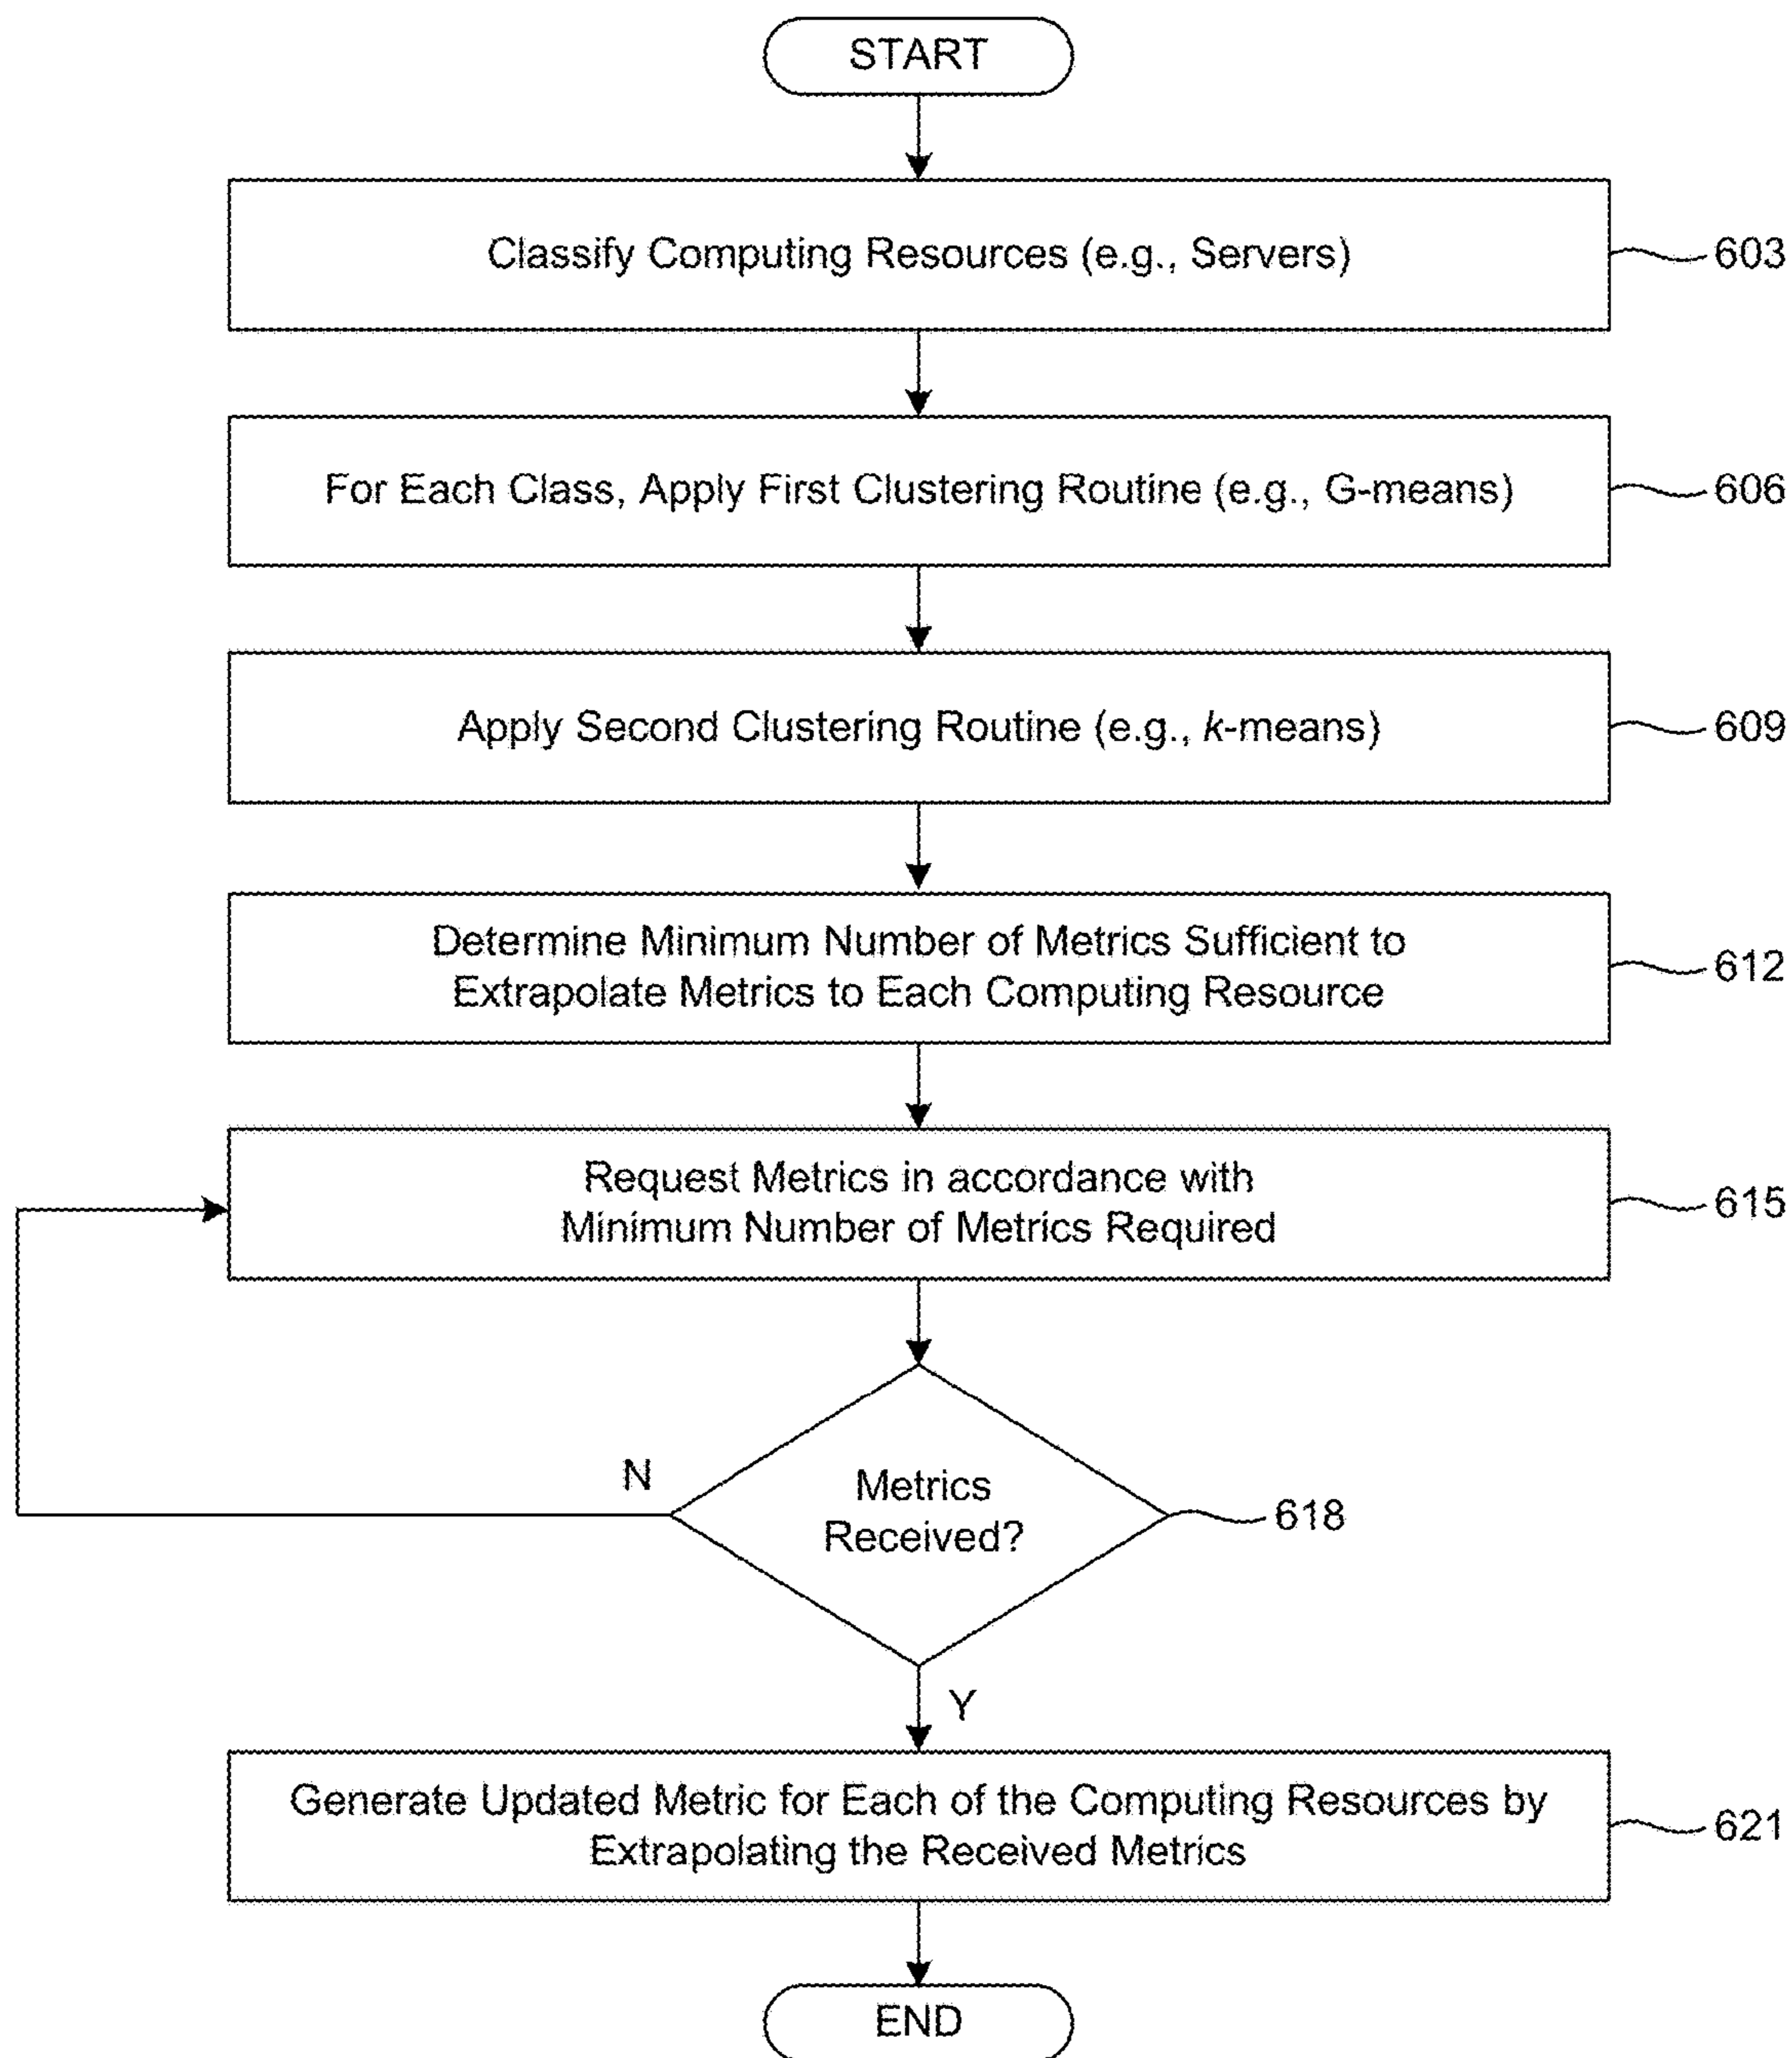 START
Classify Computing Resources (e.g., Servers)
603
For Each Class, Apply First Clustering Routine (e.g., G-means)
606
Apply Second Clustering Routine (e.g., k-means)
609
Determine Minimum Number of Metrics Sufficient to
Extrapolate Metrics to Each Computing Resource
612
Request Metrics in accordance with
Minimum Number of Metrics Required
615
N
Metrics
Received?
618
Y
Generate Updated Metric for Each of the Computing Resources by
Extrapolating the Received Metrics
621
END